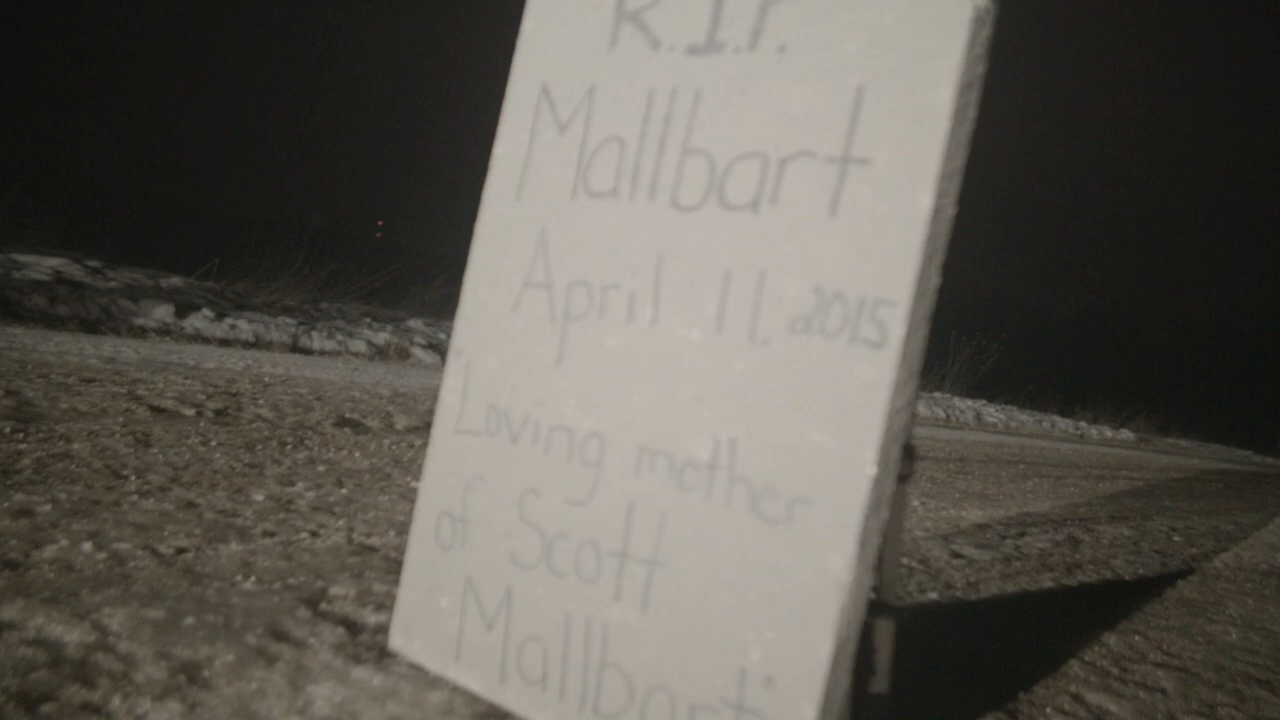 R.I.P.
Mallbart
April 11. 2015
"Loving mother
of Scott
Mallbart"